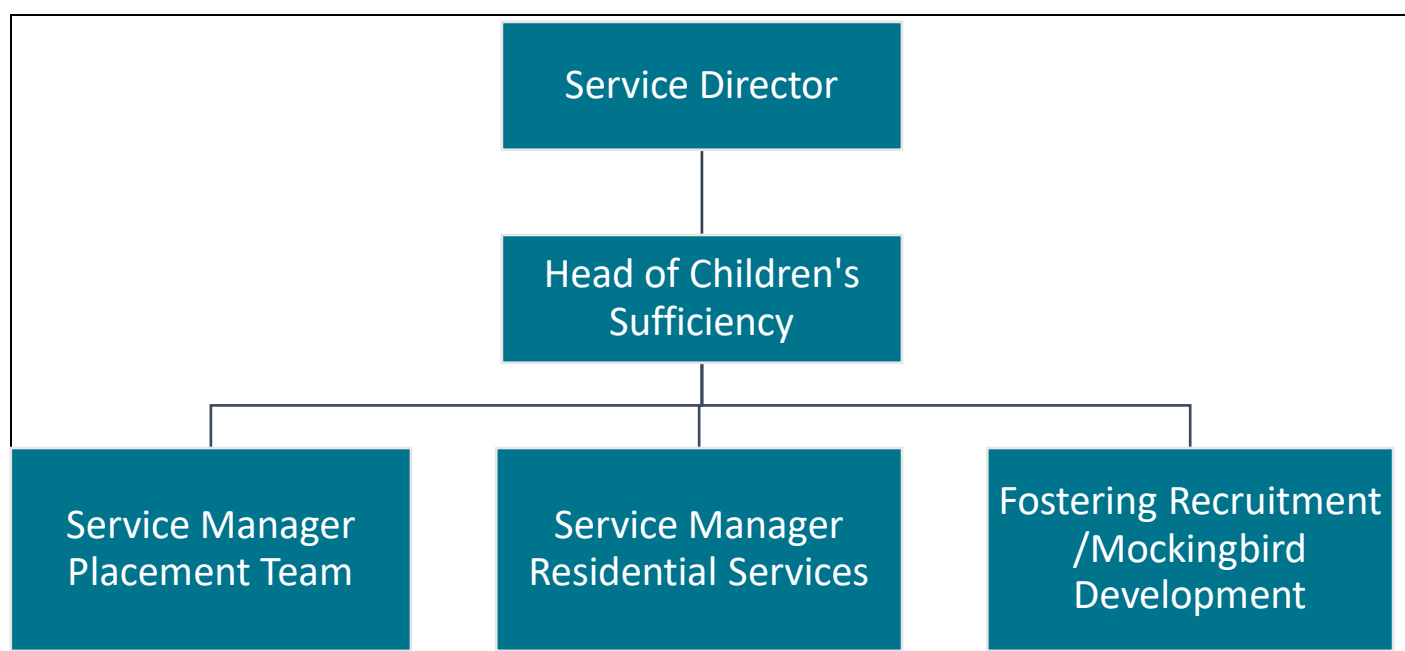 Service Director
Head of Children's
Sufficiency
Service Manager
Placement Team
Service Manager
Residential Services
Fostering Recruitment
/Mockingbird
Development